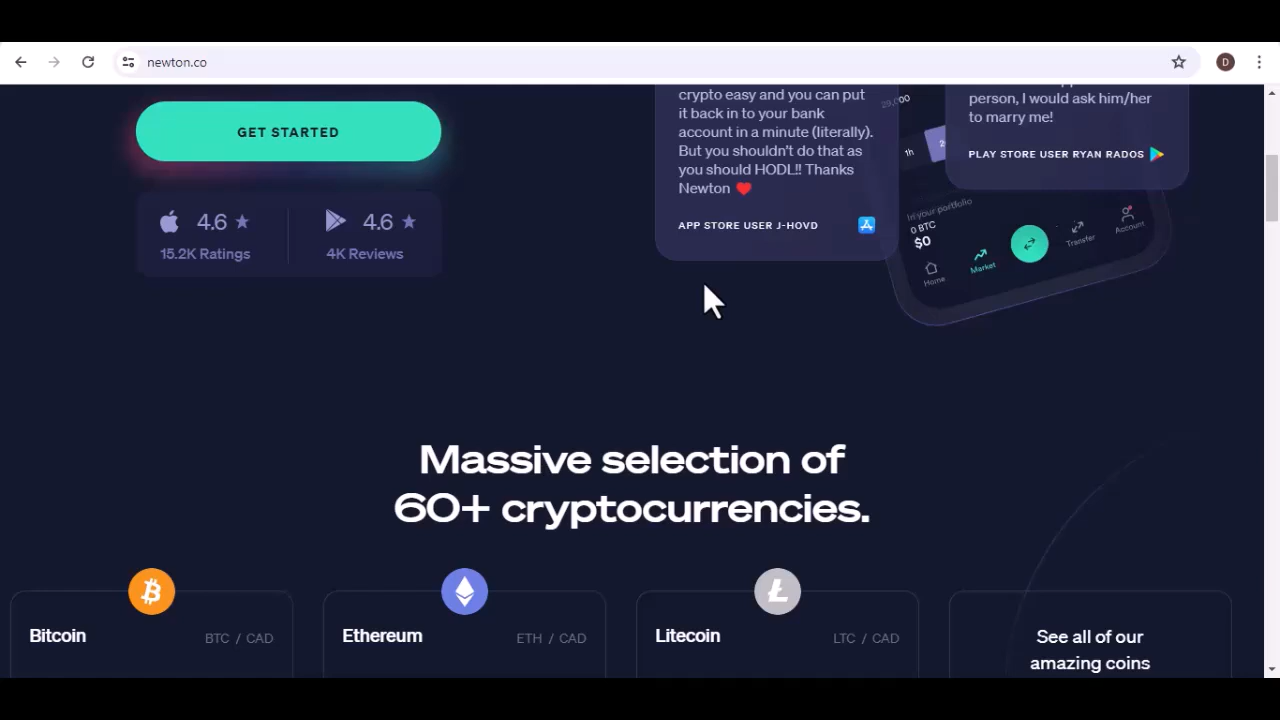 newton.co
D
GET STARTED
4.6
15.2K Ratings
4.6
4K Reviews
crypto easy and you can put
it back in to your bank
account in a minute (literally).
But you shouldn't do that as
you should HODL!! Thanks
Newton ❤️
APP STORE USER J-HOVD
person, I would ask him/her
to marry me!
PLAY STORE USER RYAN RADOS
1h
In your portfolio
0 BTC
$0
Home
Market
Transfer
Account
Massive selection of
60+ cryptocurrencies.
Bitcoin
BTC / CAD
Ethereum
ETH / CAD
Litecoin
LTC / CAD
See all of our
amazing coins